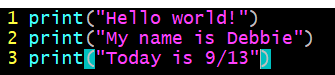 1 print("Hello world!")
2 print("My name is Debbie")
3 print("Today is 9/13")